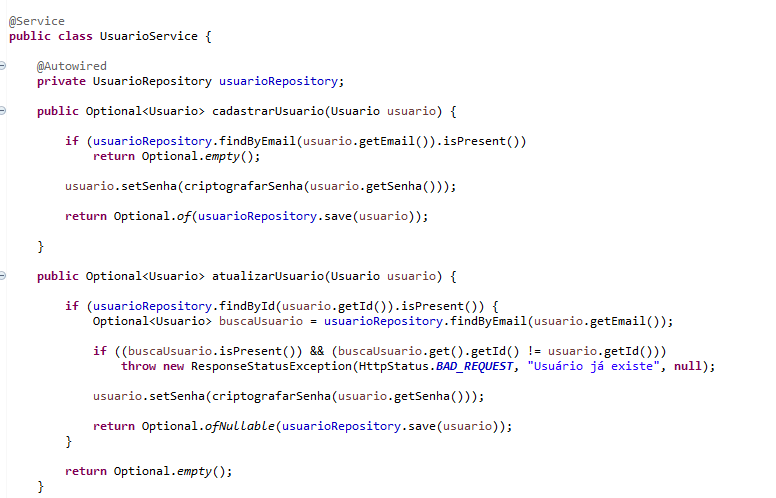 @Service
public class UsuarioService {
@Autowired
private UsuarioRepository usuarioRepository;
public Optional<Usuario> cadastrarUsuario(Usuario usuario) {
if (usuarioRepository.findByEmail(usuario.getEmail()).isPresent())
return Optional.empty();
usuario.setSenha(criptografarSenha(usuario.getSenha()));
return Optional.of(usuarioRepository.save(usuario));
}
public Optional<Usuario> atualizarUsuario(Usuario usuario) {
if (usuarioRepository.findById(usuario.getId()).isPresent()) {
Optional<Usuario> buscaUsuario = usuarioRepository.findByEmail(usuario.getEmail());
if ((buscaUsuario.isPresent()) && (buscaUsuario.get().getId() != usuario.getId()))
throw new ResponseStatusException(HttpStatus.BAD_REQUEST, "Usuário já existe", null);
usuario.setSenha(criptografarSenha(usuario.getSenha()));
return Optional.ofNullable(usuarioRepository.save(usuario));
}
return Optional.empty();
}